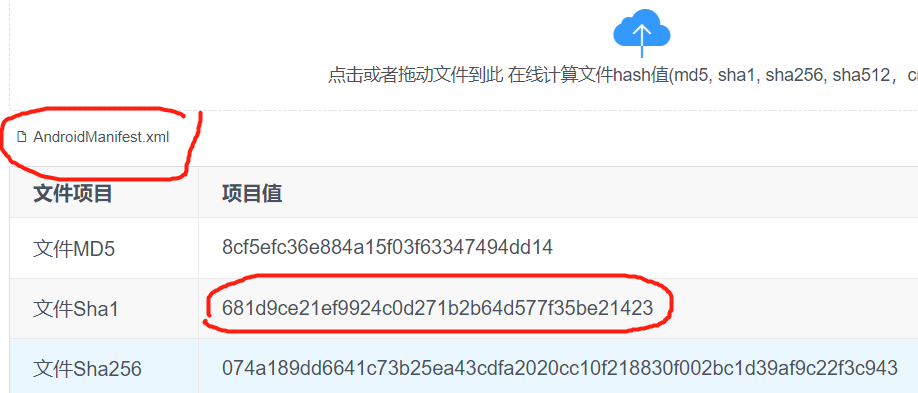 点击或者拖动文件到此 在线计算文件hash值(md5, sha1, sha256, sha512，cr
AndroidManifest.xml
文件项目 项目值
文件MD5 8cf5efc36e884a15f03f63347494dd14
文件Sha1 681d9ce21ef9924c0d271b2b64d577f35be21423
文件Sha256 074a189dd6641c73b25ea43cdfa2020cc10f218830f002bc1d39af9c22f3c943